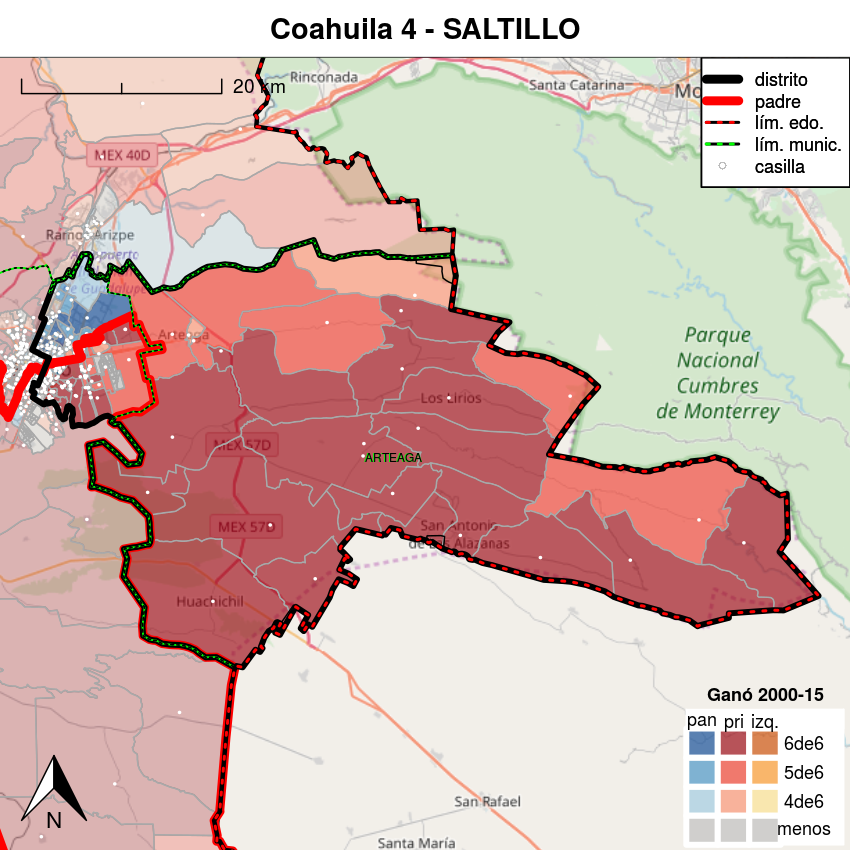 Coahuila 4 - SALTILLO
20 km
Rinconada
Santa Catarina
Mo
distrito
padre
lím. edo.
lím. munic.
casilla
MEX 40D
Ramos Arizpe
Arteaga
Parque
Nacional
Cumbres
de Monterrey
Los Lirios
MEX 57D
ARTEAGA
MEX 57D
San Antonio
de las Alazanas
Huachichil
San Rafael
Santa María
N
Ganó 2000-15
pan pri izq.
6de6
5de6
4de6
menos